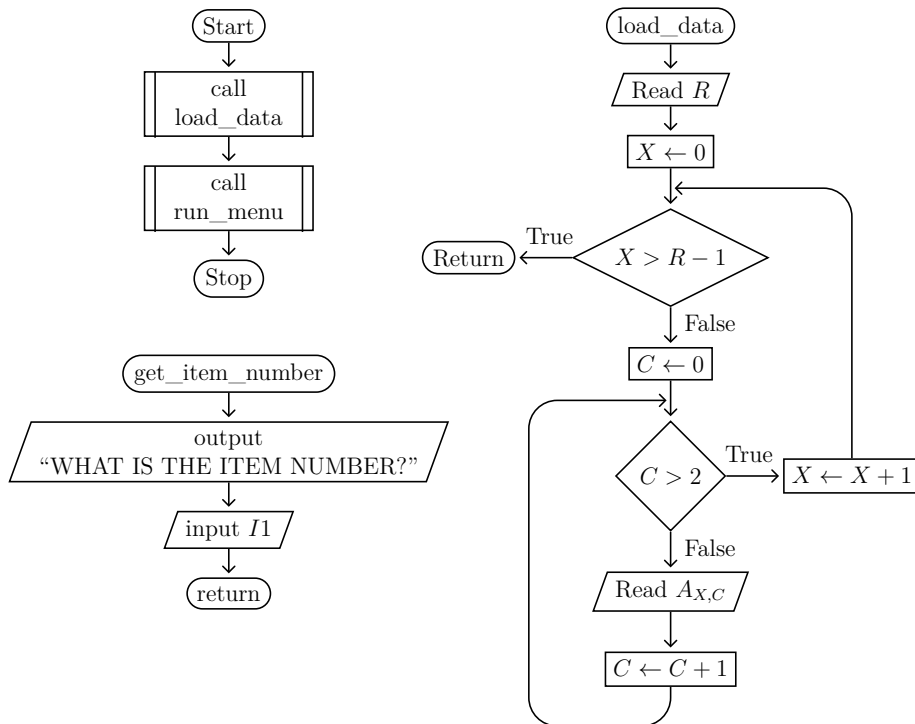 Start
call
load_data
call
run_menu
Stop
get_item_number
output
“WHAT IS THE ITEM NUMBER?”
input I1
return
load_data
Read R
X ← 0
X > R − 1
True
Return
False
C ← 0
C > 2
True
X ← X + 1
False
Read A_{X,C}
C ← C + 1